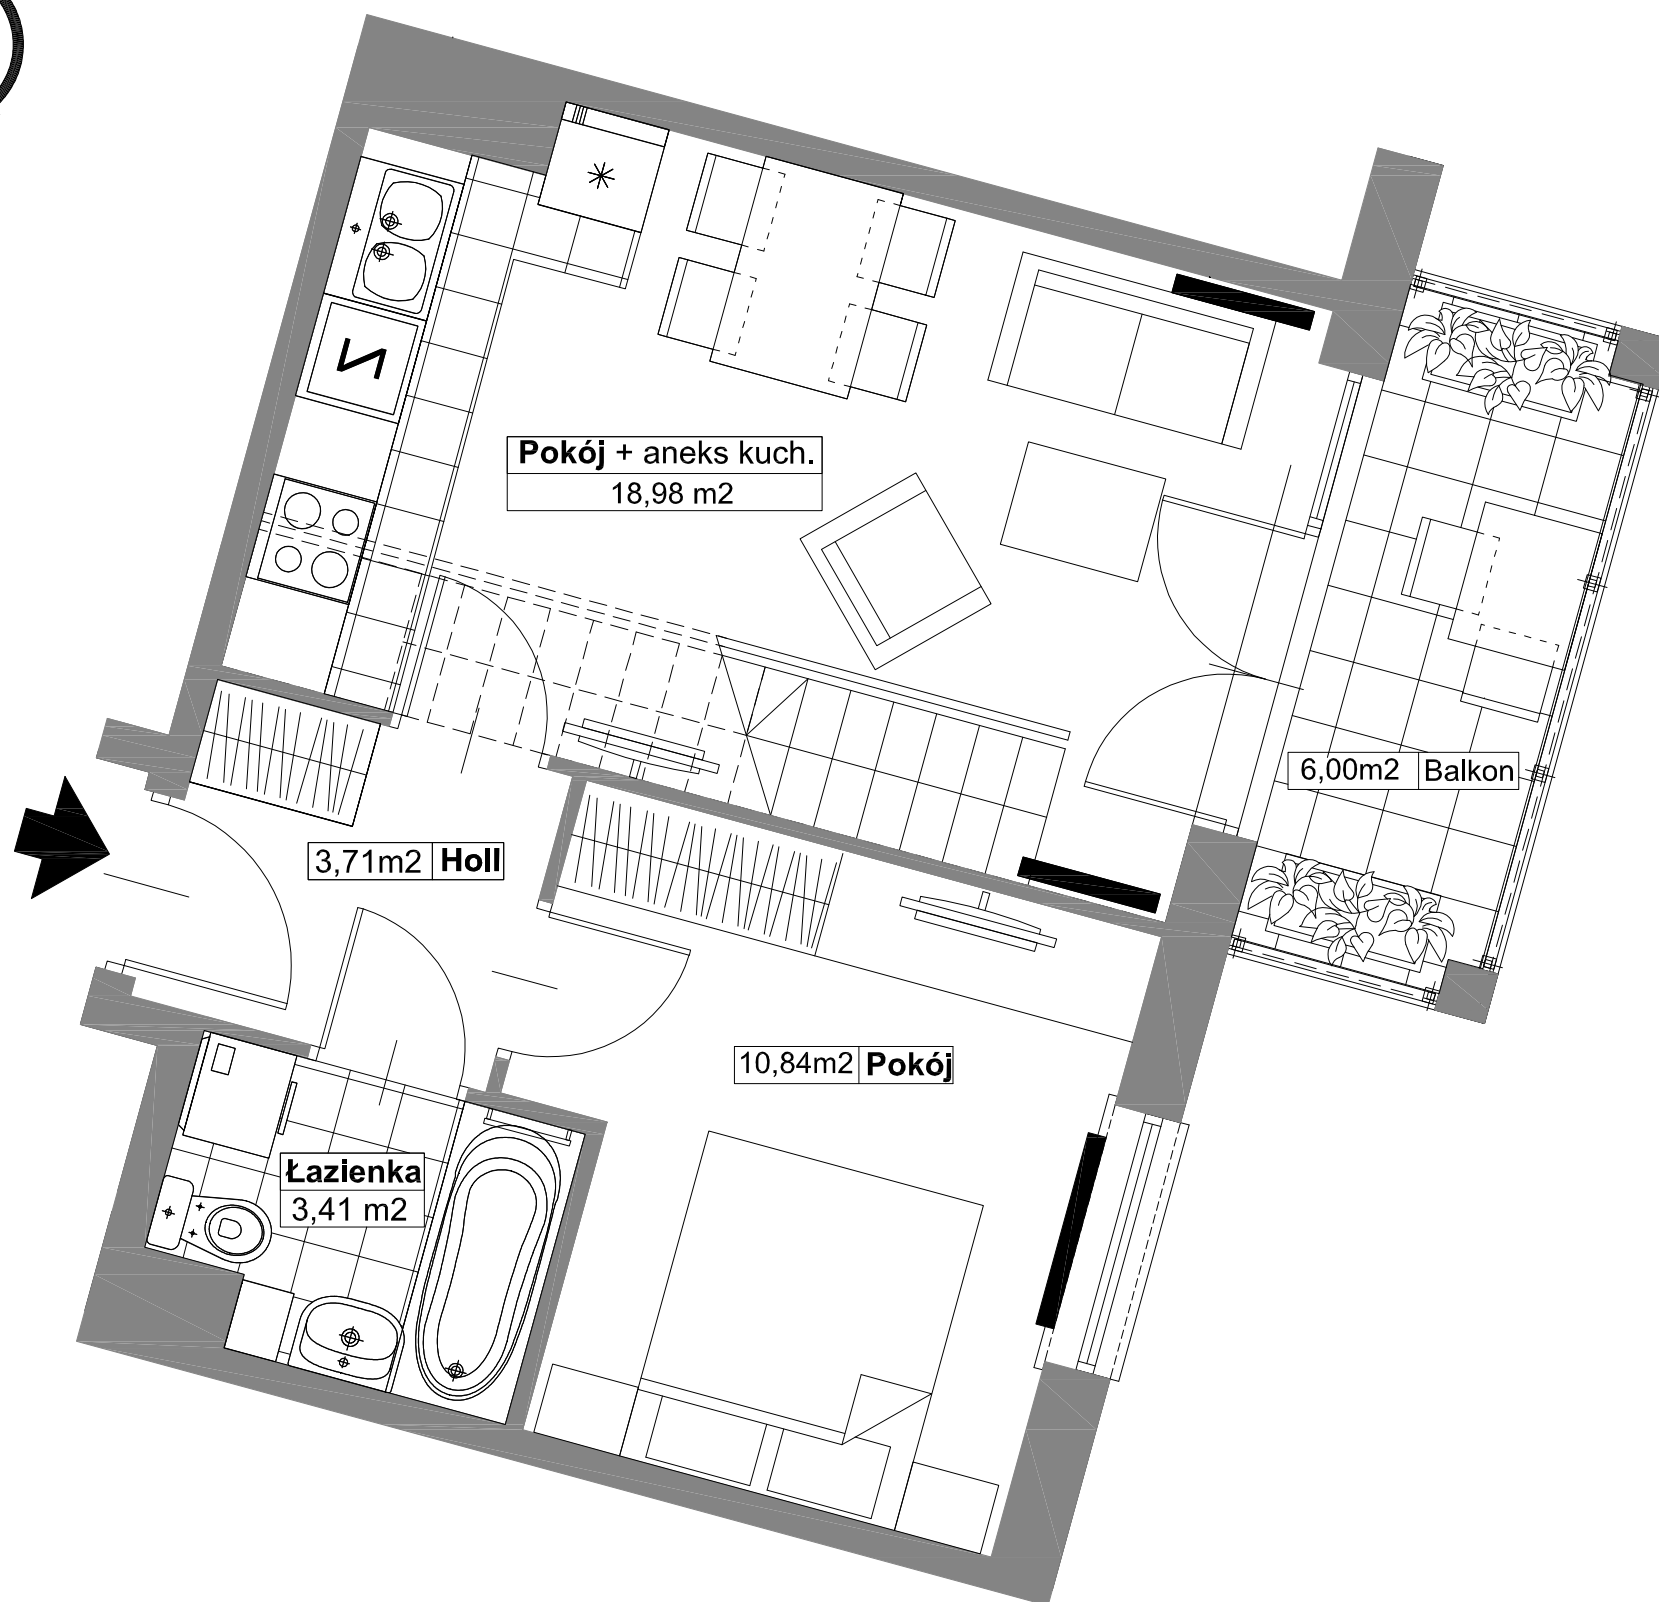 Pokój + aneks kuch.
18,98 m2
6,00m2 Balkon
3,71m2 Holl
10,84m2 Pokój
Łazienka
3,41 m2